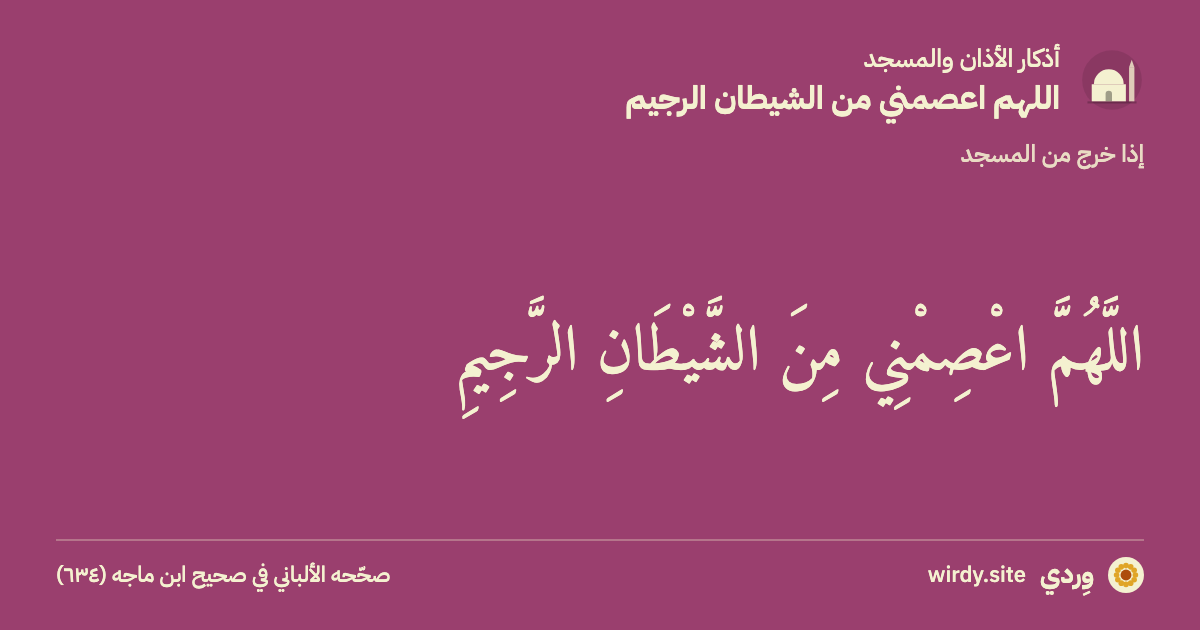 أذكار الأذان والمسجد
اللهم اعصمني من الشيطان الرجيم
إذا خرج من المسجد
اللَّهُمَّ اعْصِمْنِي مِنَ الشَّيْطَانِ الرَّجِيمِ
وِردي wirdy.site
صحّحه الألباني في صحيح ابن ماجه (٦٣٤)